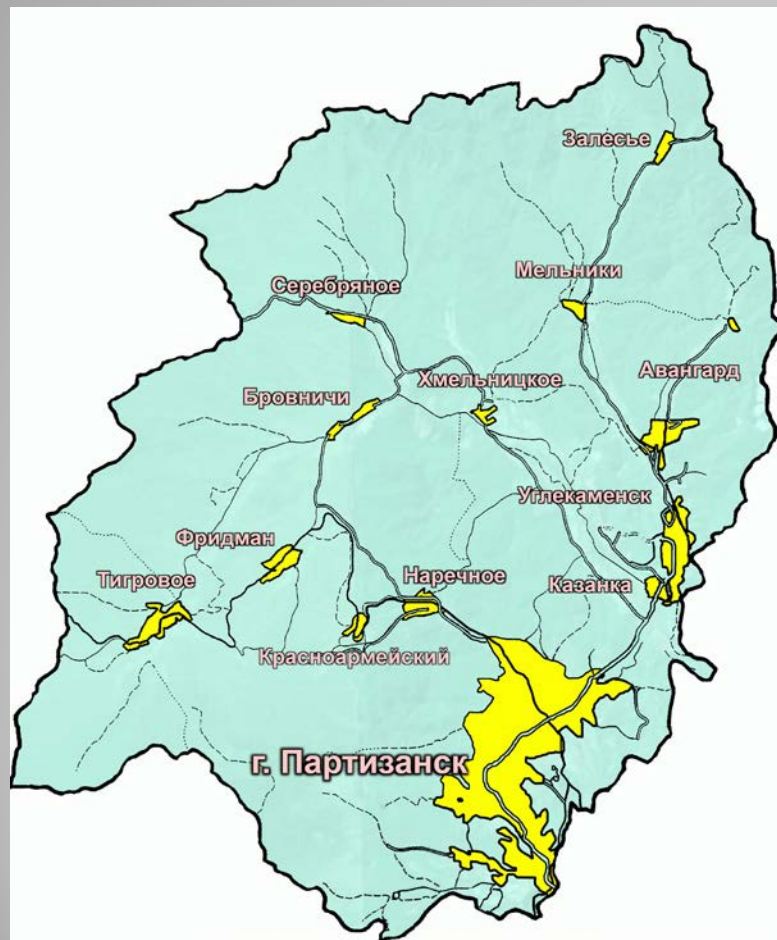 Залесье
Мельники
Серебряное
Авангард
Хмельницкое
Бровничи
Углекаменск
Фридман
Тигровое
Наречное
Казанка
Красноармейский
г. Партизанск